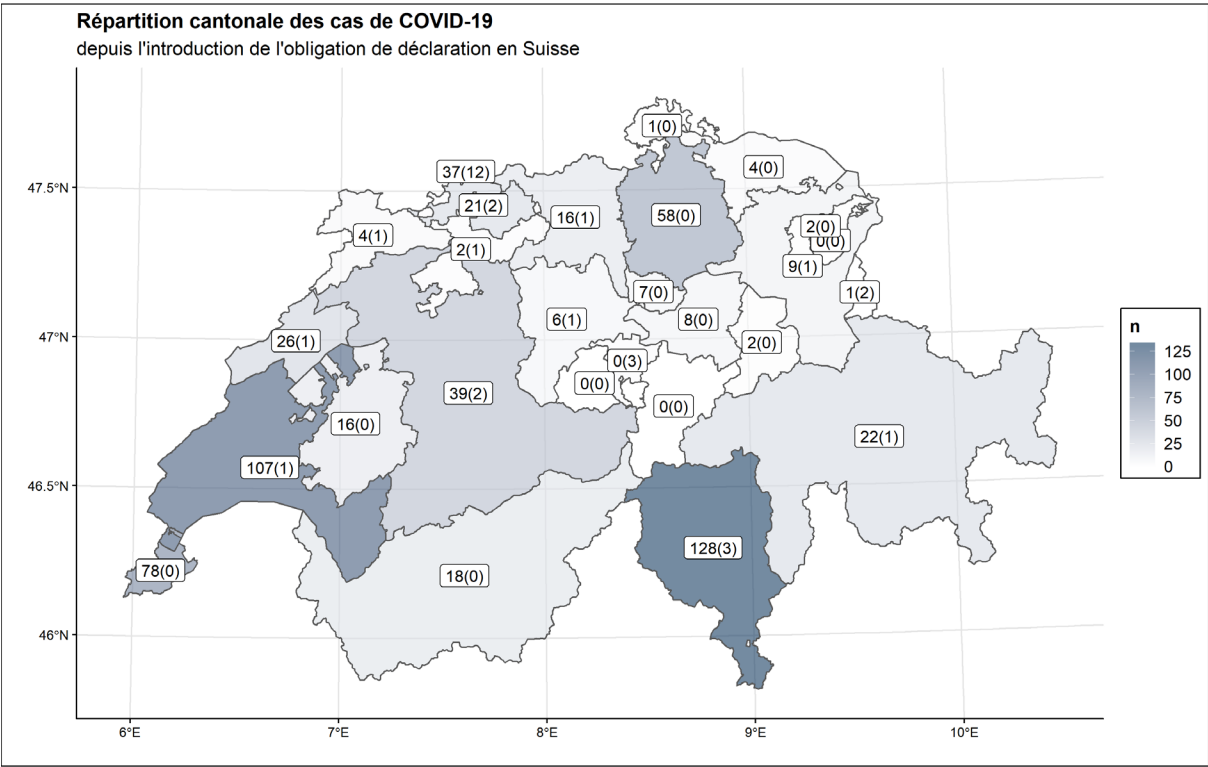 Répartition cantonale des cas de COVID-19
depuis l'introduction de l'obligation de déclaration en Suisse
1(0)
4(0)
37(12)
21(2)
16(1)
58(0)
2(0)
0(0)
4(1)
2(1)
9(1)
1(2)
7(0)
8(0)
6(1)
2(0)
26(1)
0(3)
0(0)
39(2)
0(0)
16(0)
22(1)
107(1)
128(3)
78(0)
18(0)
47.5°N
47°N
46.5°N
46°N
6°E
7°E
8°E
9°E
10°E
n
125
100
75
50
25
0